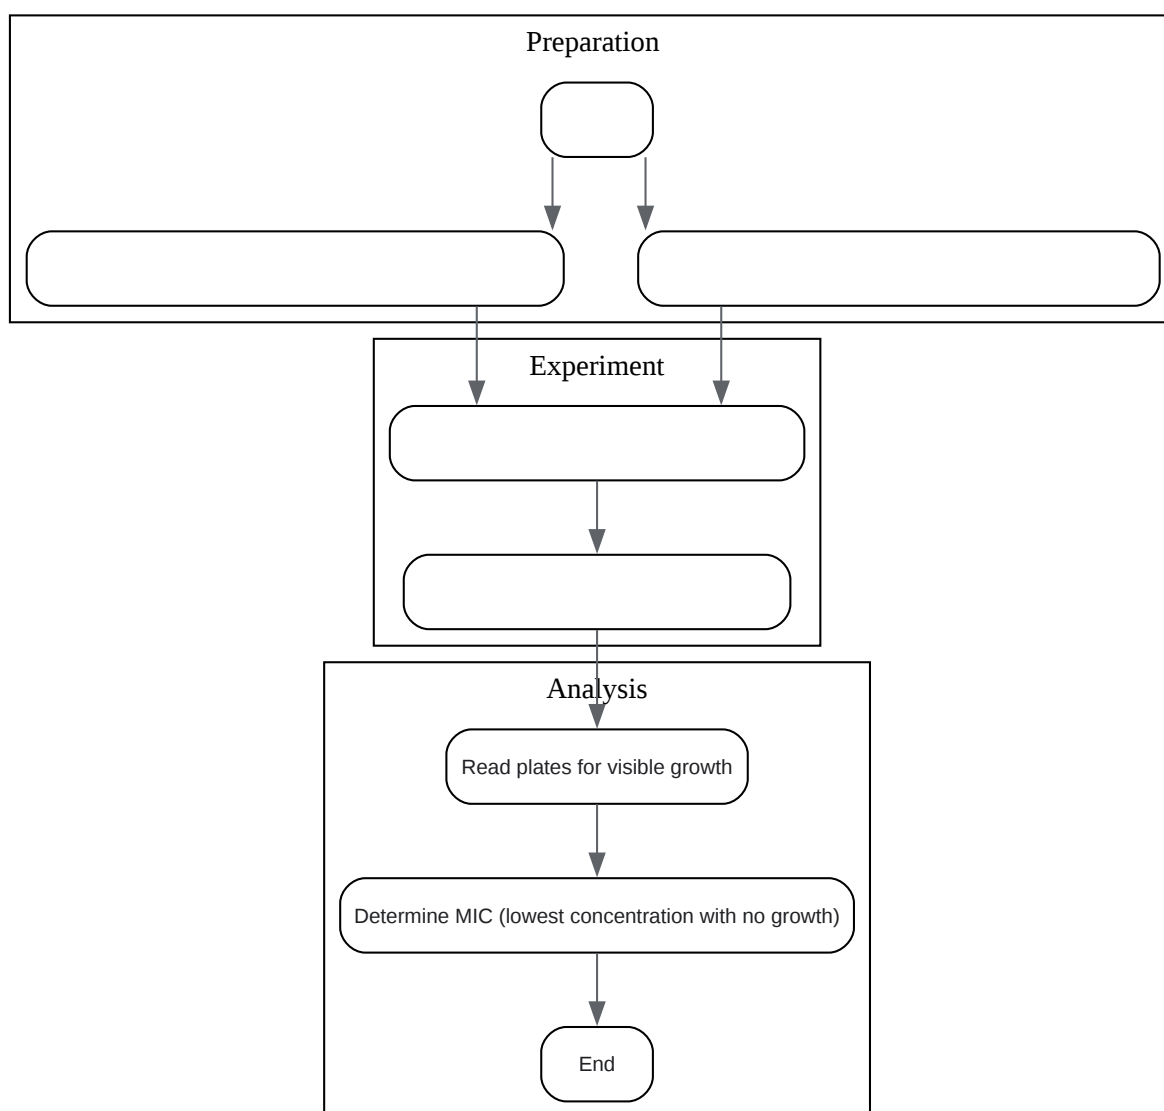 Preparation
Experiment
Analysis
Read plates for visible growth
Determine MIC (lowest concentration with no growth)
End